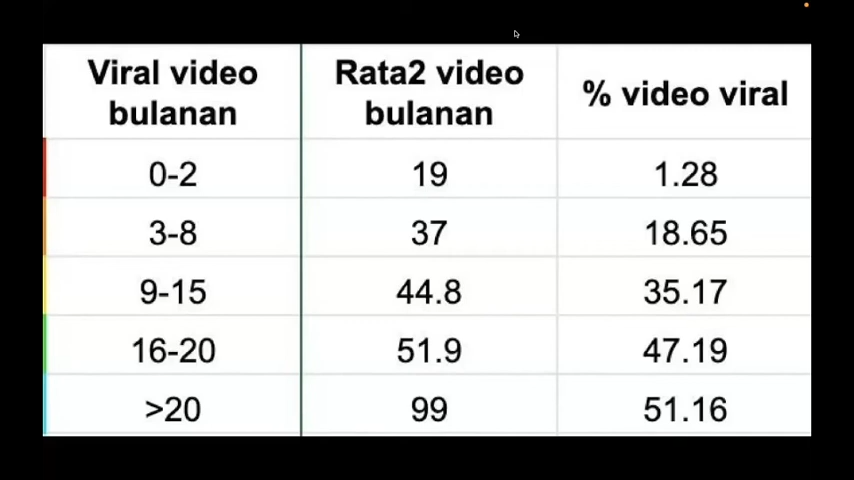 Viral video bulanan Rata2 video bulanan % video viral
0-2 19 1.28
3-8 37 18.65
9-15 44.8 35.17
16-20 51.9 47.19
>20 99 51.16